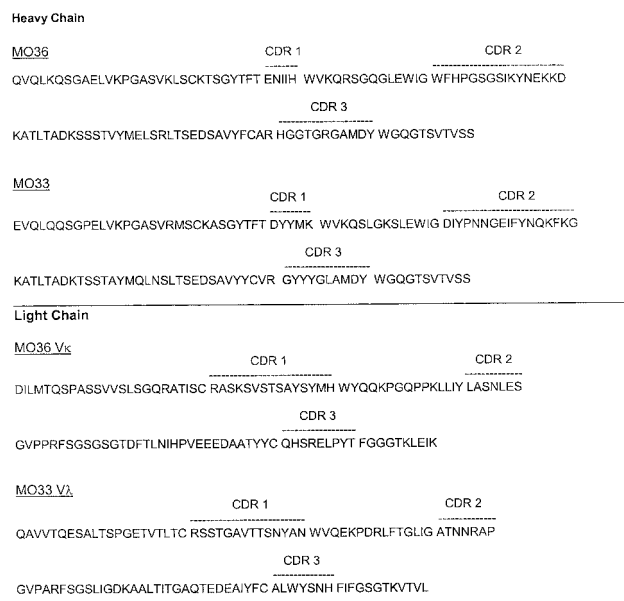 Heavy Chain
MO36
CDR 1 CDR 2
QVQLKQSGAELVKPGASVKLSCKTSGYTFT ENIIH WVKQRSGQGLEWIG WFHPGSGSIKYNEKKD
CDR 3
KATLTADKSSSTVYMELSRLTSEDSAVYFCAR HGGTGRGAMDY WGQGTSVTVSS
MO33
CDR 1 CDR 2
EVQLQQSGPELVKPGASVRMSCKASGYTFT DYYMK WVKQSLGKSLEWIG DIYPNNGEIFYNQKFKG
CDR 3
KATLTADKTSSTAYMQLNSLTSEDSAVYYCVR GYYYGLAMDY WGQGTSVTVSS
Light Chain
MO36 Vκ
CDR 1 CDR 2
DILMTQSPASSVVSLSGQRATISC RASKSVSTSAYSYMH WYQQKPGQPPKLLIY LASNLES
CDR 3
GVPPRFSGSGSGTDFTLNIHPVEEEDAATYYC QHSRELPYT FGGGTKLEIK
MO33 Vλ
CDR 1 CDR 2
QAVVTQESALTSPGETVTLTC RSSTGAVTTSNYAN WVQEKPDRLFTGLIG ATNNRAP
CDR 3
GVPARFSGSLIGDKAALTITGAQTEDEAIYFC ALWYSNH FIFGSGTKVTVL